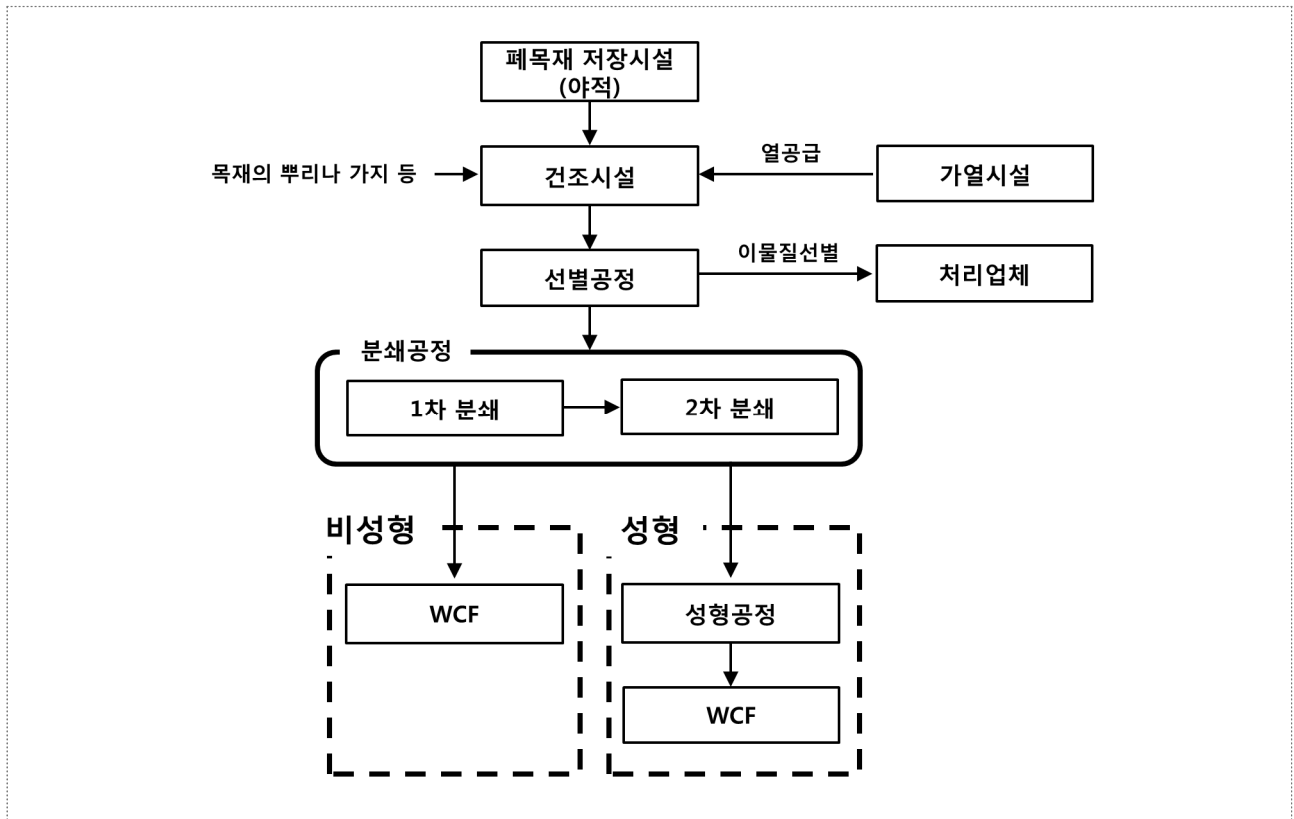 폐목재 저장시설
(야적)
목재의 뿌리나 가지 등
건조시설
열공급
가열시설
선별공정
이물질선별
처리업체
분쇄공정
1차 분쇄
2차 분쇄
비성형
성형
WCF
성형공정
WCF